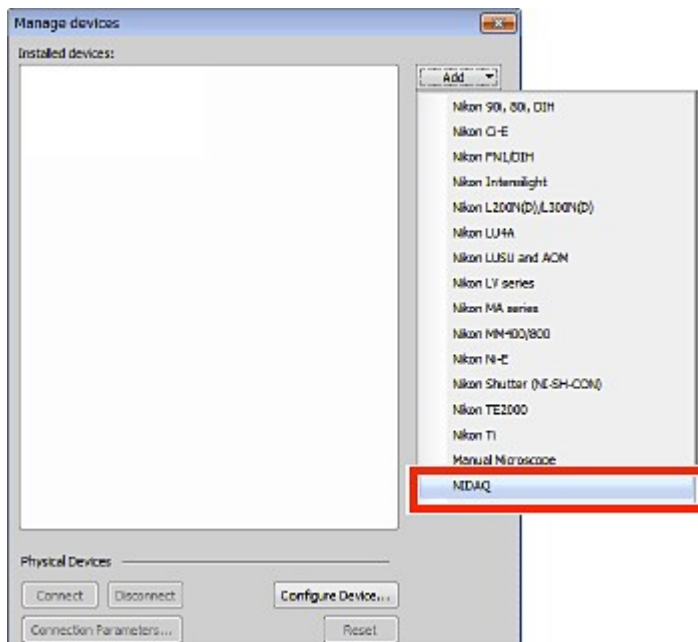 Manage devices
Installed devices:
Add
Nikon 90i, 80i, DIH
Nikon Ci-E
Nikon FN1/DIH
Nikon Intensilight
Nikon L200N(D)/L300N(D)
Nikon LU4A
Nikon LUSU and AOM
Nikon LV series
Nikon MA series
Nikon MM400/800
Nikon Ni-E
Nikon Shutter (NI-SH-CON)
Nikon TE2000
Nikon Ti
Manual Microscope
NIDAQ
Physical Devices
Connect Disconnect Configure Device...
Connection Parameters... Reset